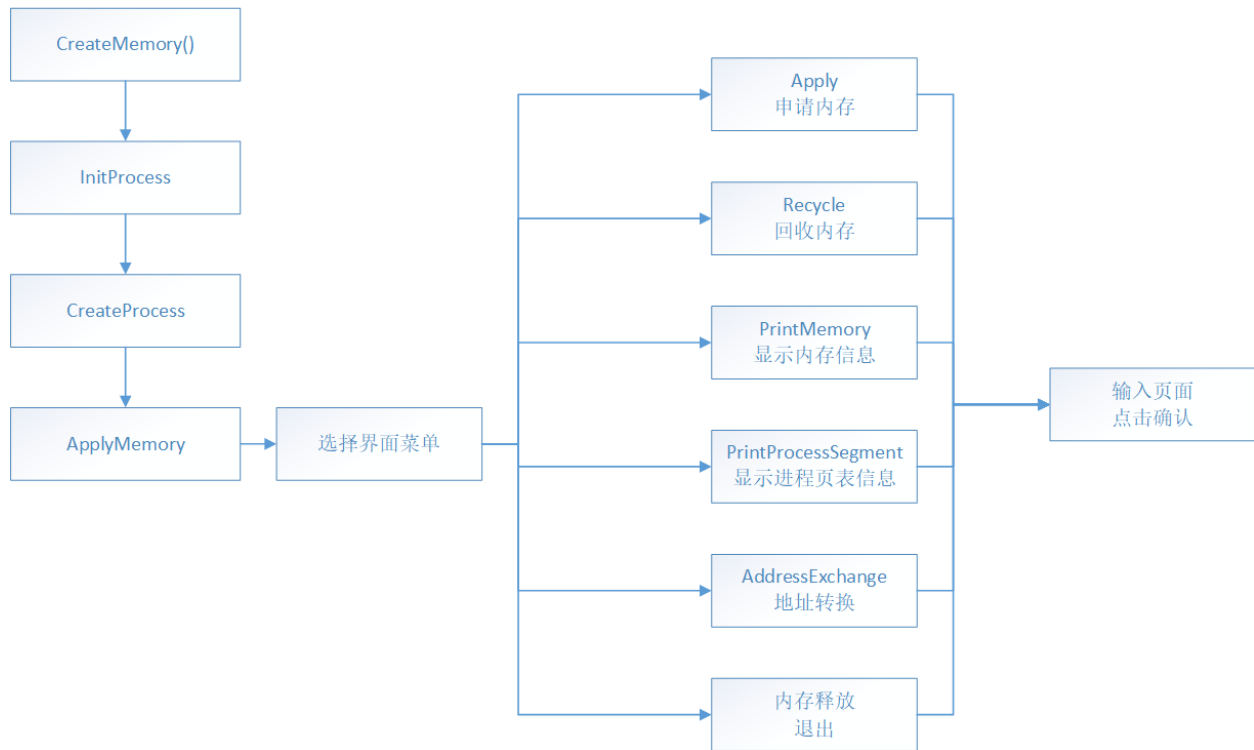 CreateMemory()
InitProcess
CreateProcess
ApplyMemory
选择界面菜单
Apply
申请内存
Recycle
回收内存
PrintMemory
显示内存信息
PrintProcessSegment
显示进程页表信息
AddressExchange
地址转换
内存释放
退出
输入页面
点击确认